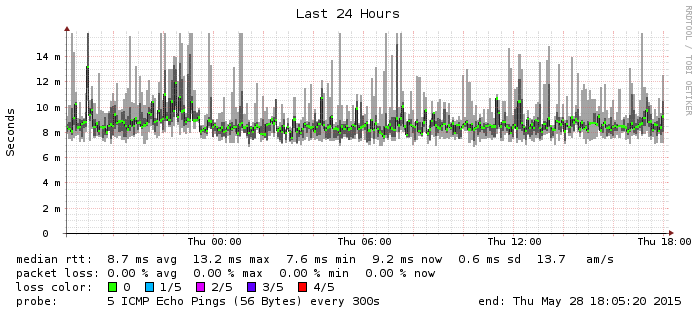 Last 24 Hours
RRDTOOL / TOBI OETIKER
Seconds
14 m
12 m
10 m
8 m
6 m
4 m
2 m
0
Thu 00:00 Thu 06:00 Thu 12:00 Thu 18:00
median rtt: 8.7 ms avg 13.2 ms max 7.6 ms min 9.2 ms now 0.6 ms sd 13.7 am/s
packet loss: 0.00 % avg 0.00 % max 0.00 % min 0.00 % now
loss color: 0 1/5 2/5 3/5 4/5
probe: 5 ICMP Echo Pings (56 Bytes) every 300s end: Thu May 28 18:05:20 2015